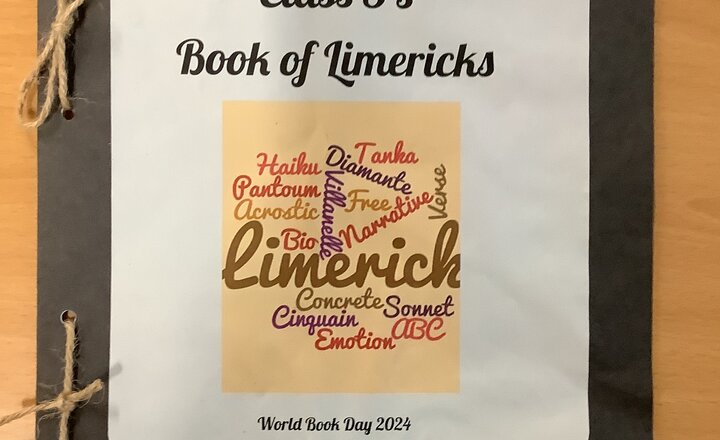 Book of Limericks
Haiku
Diamante
Tanka
Pantoum
Villanelle
Free
Verse
Acrostic
Narrative
Bio
Limerick
Concrete
Sonnet
Cinquain
ABC
Emotion
World Book Day 2024